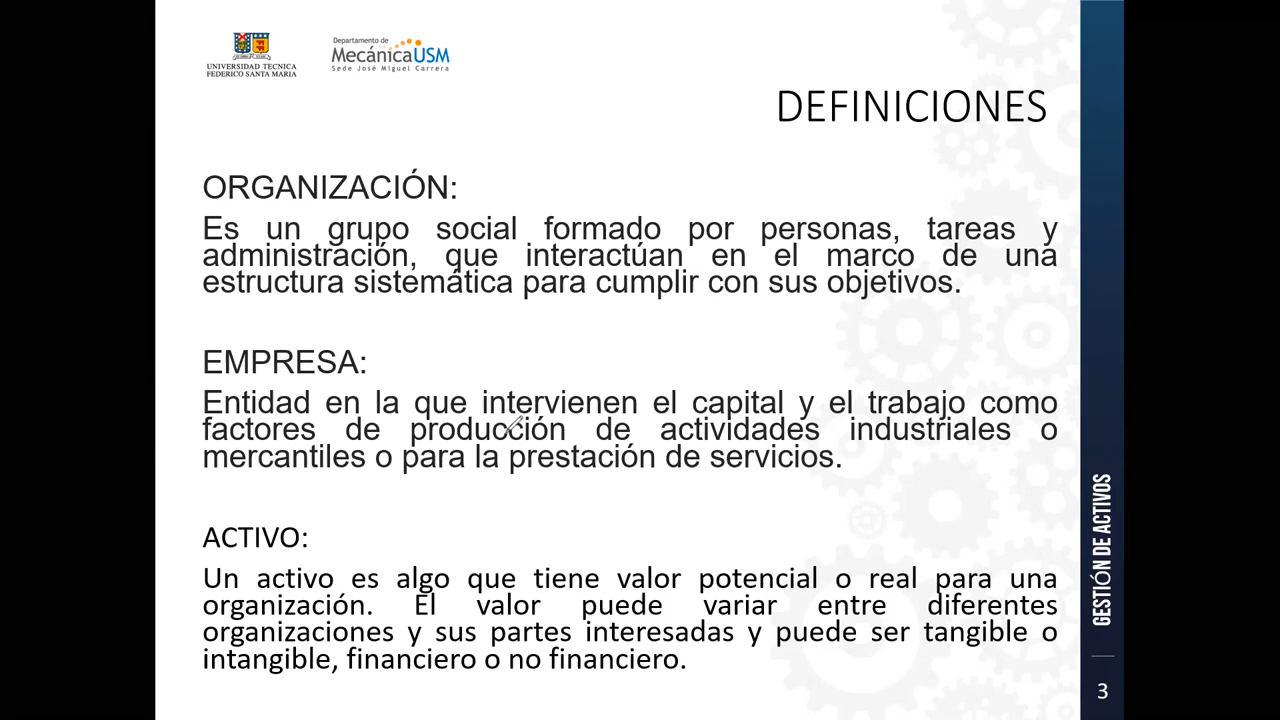 UNIVERSIDAD TECNICA
FEDERICO SANTA MARIA
Departamento de
MecánicaUSM
Sede José Miguel Carrera
DEFINICIONES
ORGANIZACIÓN:
Es un grupo social formado por personas, tareas y
administración, que interactúan en el marco de una
estructura sistemática para cumplir con sus objetivos.
EMPRESA:
Entidad en la que intervienen el capital y el trabajo como
factores de producción de actividades industriales o
mercantiles o para la prestación de servicios.
ACTIVO:
Un activo es algo que tiene valor potencial o real para una
organización. El valor puede variar entre diferentes
organizaciones y sus partes interesadas y puede ser tangible o
intangible, financiero o no financiero.
GESTIÓN DE ACTIVOS
3